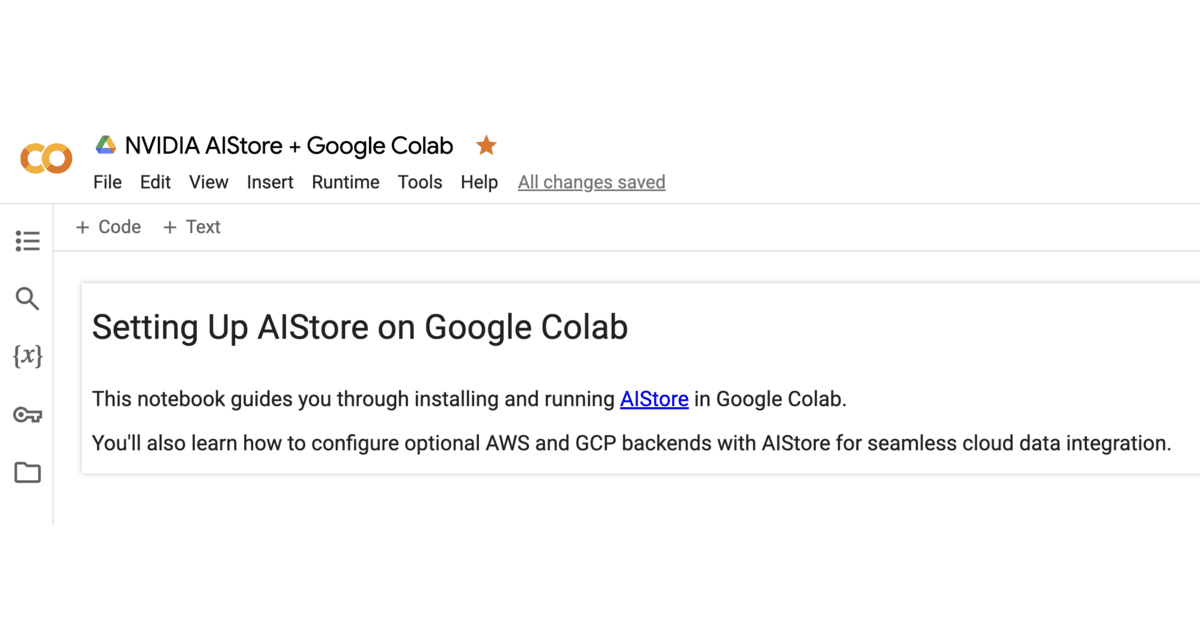 NVIDIA AIStore + Google Colab
File Edit View Insert Runtime Tools Help All changes saved
+ Code + Text
{x}
Setting Up AIStore on Google Colab
This notebook guides you through installing and running AIStore in Google Colab.
You'll also learn how to configure optional AWS and GCP backends with AIStore for seamless cloud data integration.